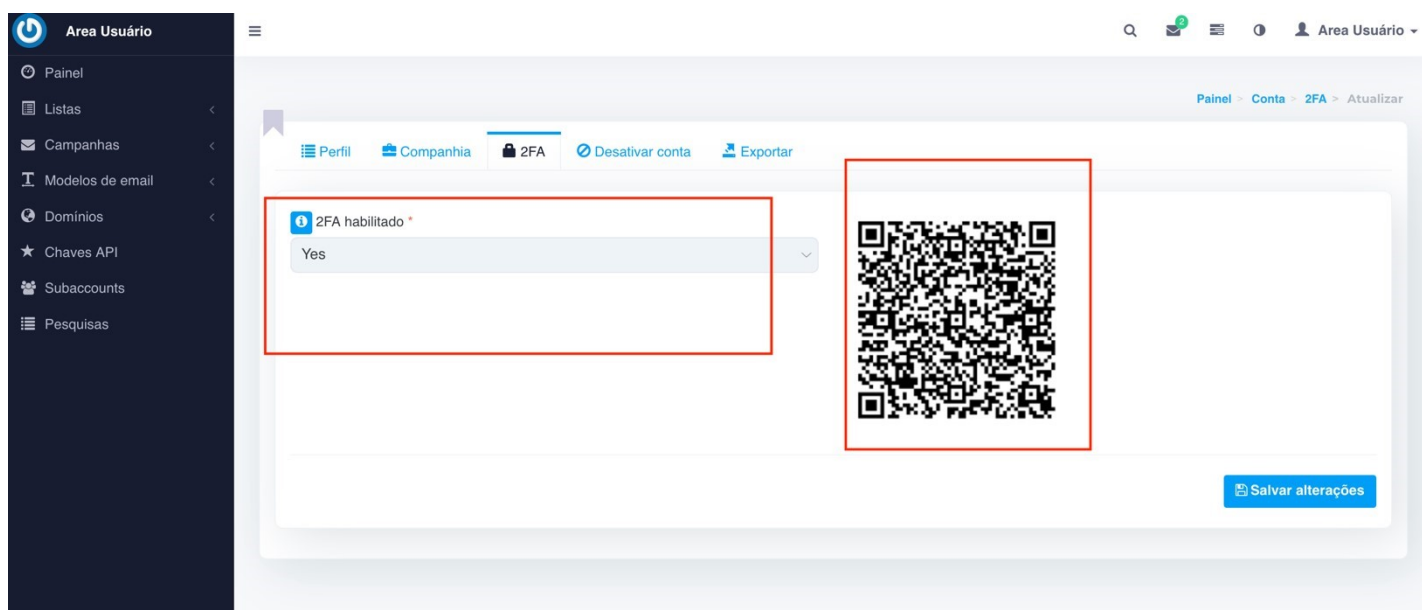 Area Usuário
2
Area Usuário
Painel
Listas
Campanhas
Modelos de email
Domínios
Chaves API
Subaccounts
Pesquisas
Painel > Conta > 2FA > Atualizar
Perfil
Companhia
2FA
Desativar conta
Exportar
2FA habilitado *
Yes
Salvar alterações